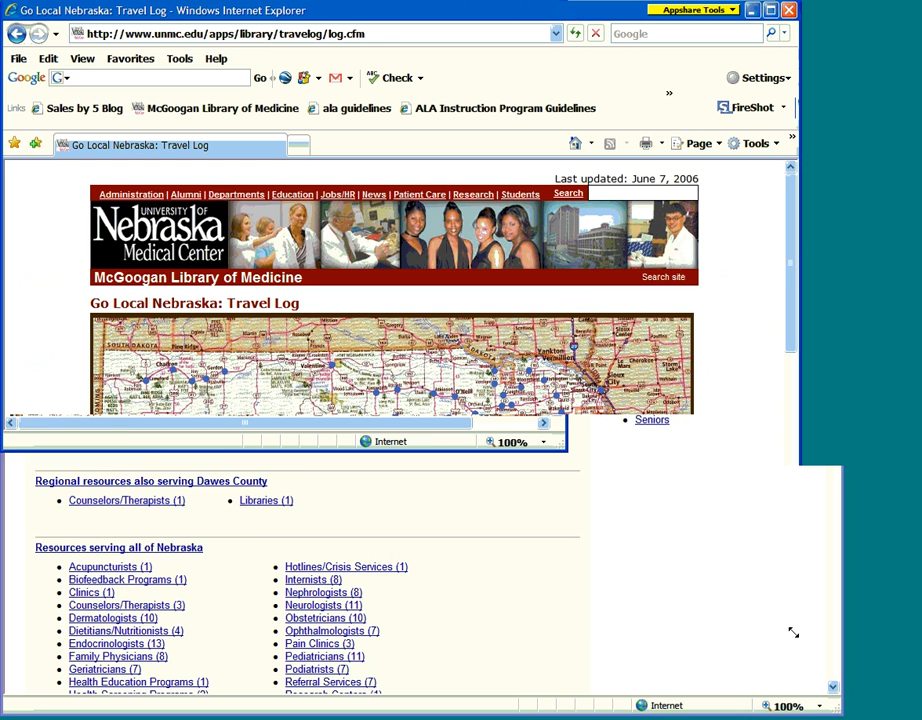 Go Local Nebraska: Travel Log - Windows Internet Explorer
Appshare Tools
http://www.unmc.edu/apps/library/travelog/log.cfm
Google
File Edit View Favorites Tools Help
Google G Go Check Settings
Links Sales by 5 Blog McGoogan Library of Medicine ala guidelines ALA Instruction Program Guidelines » FireShot
Go Local Nebraska: Travel Log Page Tools »
Last updated: June 7, 2006
Administration | Alumni | Departments | Education | Jobs/HR | News | Patient Care | Research | Students Search
UNIVERSITY OF
Nebraska
Medical Center
McGoogan Library of Medicine Search site
Go Local Nebraska: Travel Log
SOUTH DAKOTA
Yankton
Vermillion
Chadron
Valentine
O'Neill
City
Seniors
Internet 100%
Regional resources also serving Dawes County
• Counselors/Therapists (1) • Libraries (1)
Resources serving all of Nebraska
• Acupuncturists (1) • Hotlines/Crisis Services (1)
• Biofeedback Programs (1) • Internists (8)
• Clinics (1) • Nephrologists (8)
• Counselors/Therapists (3) • Neurologists (11)
• Dermatologists (10) • Obstetricians (10)
• Dietitians/Nutritionists (4) • Ophthalmologists (7)
• Endocrinologists (13) • Pain Clinics (3)
• Family Physicians (8) • Pediatricians (11)
• Geriatricians (7) • Podiatrists (7)
• Health Education Programs (1) • Referral Services (7)
Internet 100%